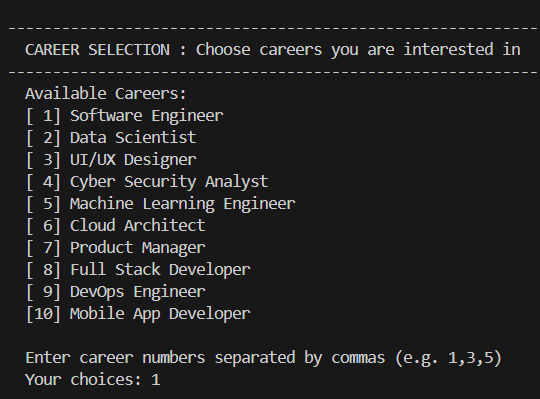 ------------------------------------------------------------
CAREER SELECTION : Choose careers you are interested in
------------------------------------------------------------
Available Careers:
[ 1] Software Engineer
[ 2] Data Scientist
[ 3] UI/UX Designer
[ 4] Cyber Security Analyst
[ 5] Machine Learning Engineer
[ 6] Cloud Architect
[ 7] Product Manager
[ 8] Full Stack Developer
[ 9] DevOps Engineer
[10] Mobile App Developer
Enter career numbers separated by commas (e.g. 1,3,5)
Your choices: 1